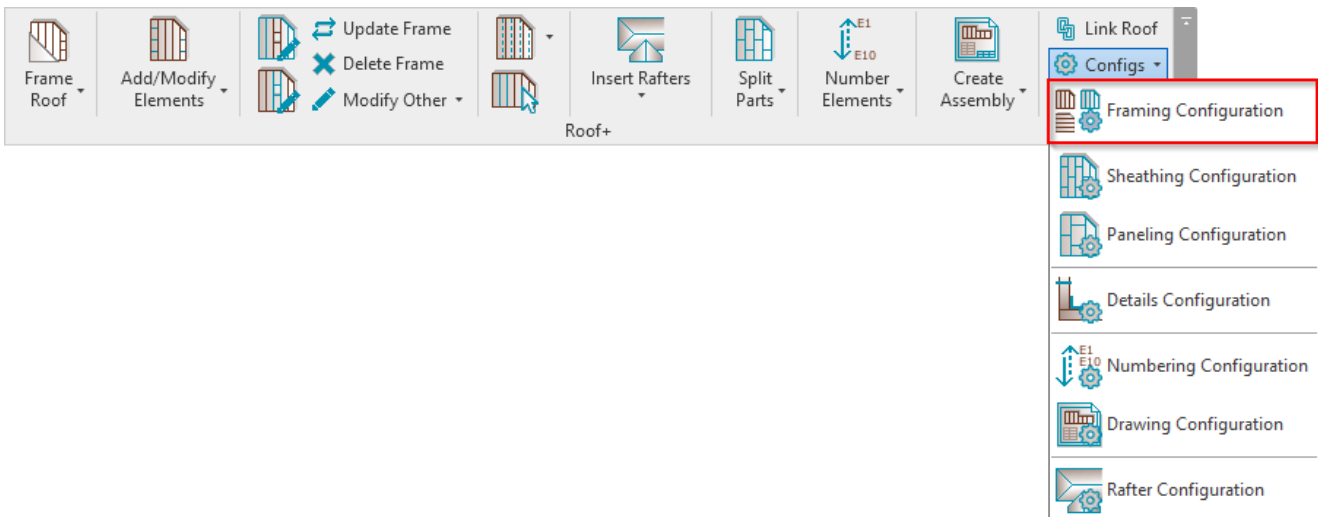 Frame
Roof
Add/Modify
Elements
Update Frame
Delete Frame
Modify Other
Insert Rafters
Split
Parts
E1
E10
Number
Elements
Create
Assembly
Link Roof
Configs
Roof+
Framing Configuration
Sheathing Configuration
Paneling Configuration
Details Configuration
E1
E10
Numbering Configuration
Drawing Configuration
Rafter Configuration